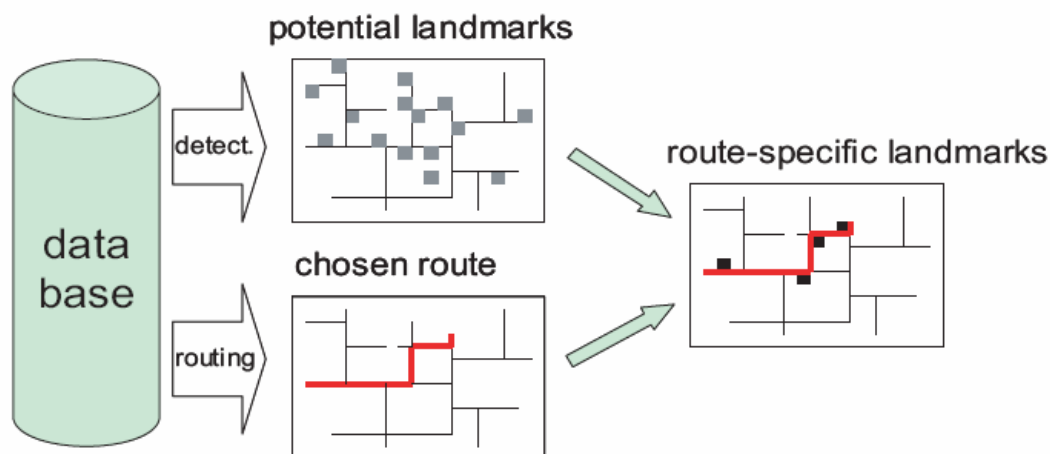 potential landmarks
detect.
route-specific landmarks
data
base
chosen route
routing